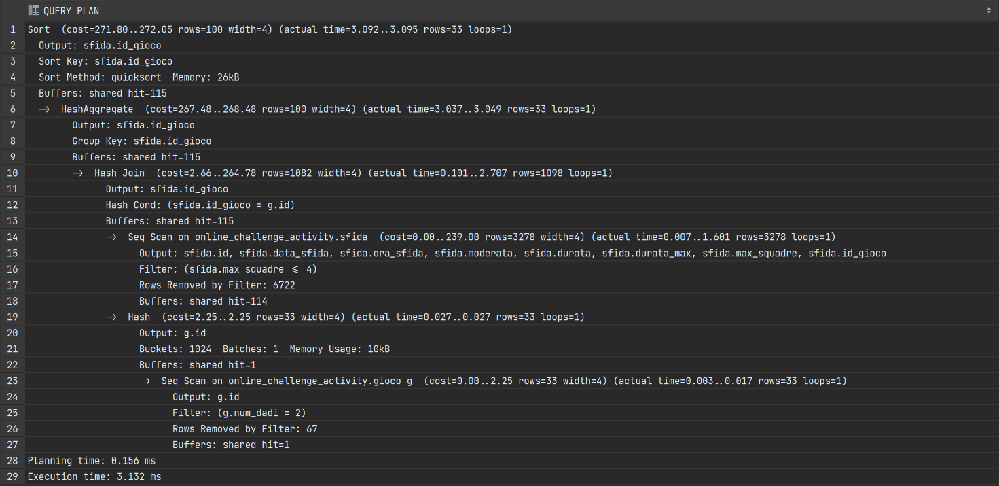 QUERY PLAN
1 Sort  (cost=271.80..272.05 rows=100 width=4) (actual time=3.092..3.095 rows=33 loops=1)
2   Output: sfida.id_gioco
3   Sort Key: sfida.id_gioco
4   Sort Method: quicksort  Memory: 26kB
5   Buffers: shared hit=115
6   ->  HashAggregate  (cost=267.48..268.48 rows=100 width=4) (actual time=3.037..3.049 rows=33 loops=1)
7         Output: sfida.id_gioco
8         Group Key: sfida.id_gioco
9         Buffers: shared hit=115
10         ->  Hash Join  (cost=2.66..264.78 rows=1082 width=4) (actual time=0.101..2.707 rows=1098 loops=1)
11               Output: sfida.id_gioco
12               Hash Cond: (sfida.id_gioco = g.id)
13               Buffers: shared hit=115
14               ->  Seq Scan on online_challenge_activity.sfida  (cost=0.00..239.00 rows=3278 width=4) (actual time=0.007..1.601 rows=3278 loops=1)
15                     Output: sfida.id, sfida.data_sfida, sfida.ora_sfida, sfida.moderata, sfida.durata, sfida.durata_max, sfida.max_squadre, sfida.id_gioco
16                     Filter: (sfida.max_squadre <= 4)
17                     Rows Removed by Filter: 6722
18                     Buffers: shared hit=114
19               ->  Hash  (cost=2.25..2.25 rows=33 width=4) (actual time=0.027..0.027 rows=33 loops=1)
20                     Output: g.id
21                     Buckets: 1024  Batches: 1  Memory Usage: 10kB
22                     Buffers: shared hit=1
23                     ->  Seq Scan on online_challenge_activity.gioco g  (cost=0.00..2.25 rows=33 width=4) (actual time=0.003..0.017 rows=33 loops=1)
24                           Output: g.id
25                           Filter: (g.num_dadi = 2)
26                           Rows Removed by Filter: 67
27                           Buffers: shared hit=1
28 Planning time: 0.156 ms
29 Execution time: 3.132 ms